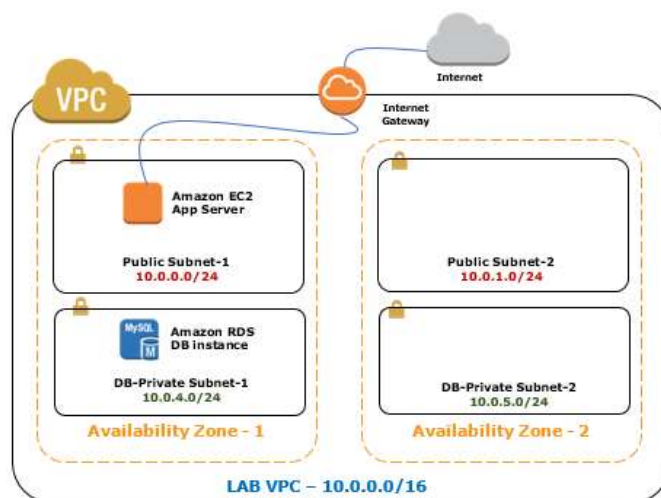 Internet
VPC
Internet
Gateway
Amazon EC2
App Server
Public Subnet-1
10.0.0.0/24
Public Subnet-2
10.0.1.0/24
MySQL
M
Amazon RDS
DB instance
DB-Private Subnet-1
10.0.4.0/24
DB-Private Subnet-2
10.0.5.0/24
Availability Zone - 1
Availability Zone - 2
LAB VPC – 10.0.0.0/16